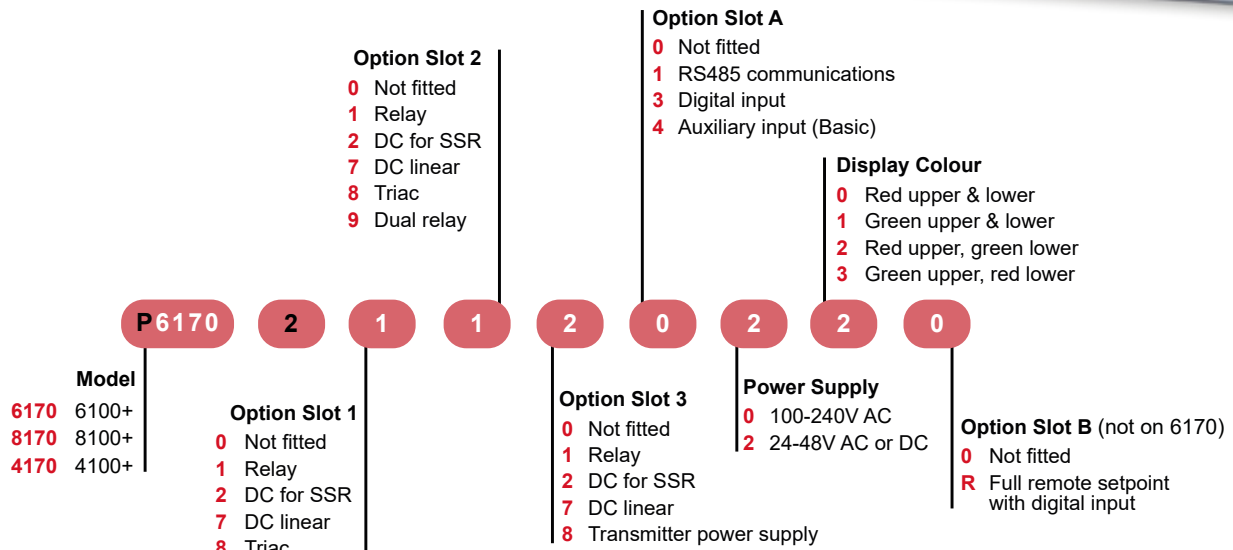 Option Slot A
0 Not fitted
1 RS485 communications
3 Digital input
4 Auxiliary input (Basic)
Option Slot 2
0 Not fitted
1 Relay
2 DC for SSR
7 DC linear
8 Triac
9 Dual relay
Display Colour
0 Red upper & lower
1 Green upper & lower
2 Red upper, green lower
3 Green upper, red lower
P6170 2 1 1 2 0 2 2 0
Model
6170 6100+
8170 8100+
4170 4100+
Option Slot 1
0 Not fitted
1 Relay
2 DC for SSR
7 DC linear
8 Triac
Option Slot 3
0 Not fitted
1 Relay
2 DC for SSR
7 DC linear
8 Transmitter power supply
Power Supply
0 100-240V AC
2 24-48V AC or DC
Option Slot B (not on 6170)
0 Not fitted
R Full remote setpoint
with digital input